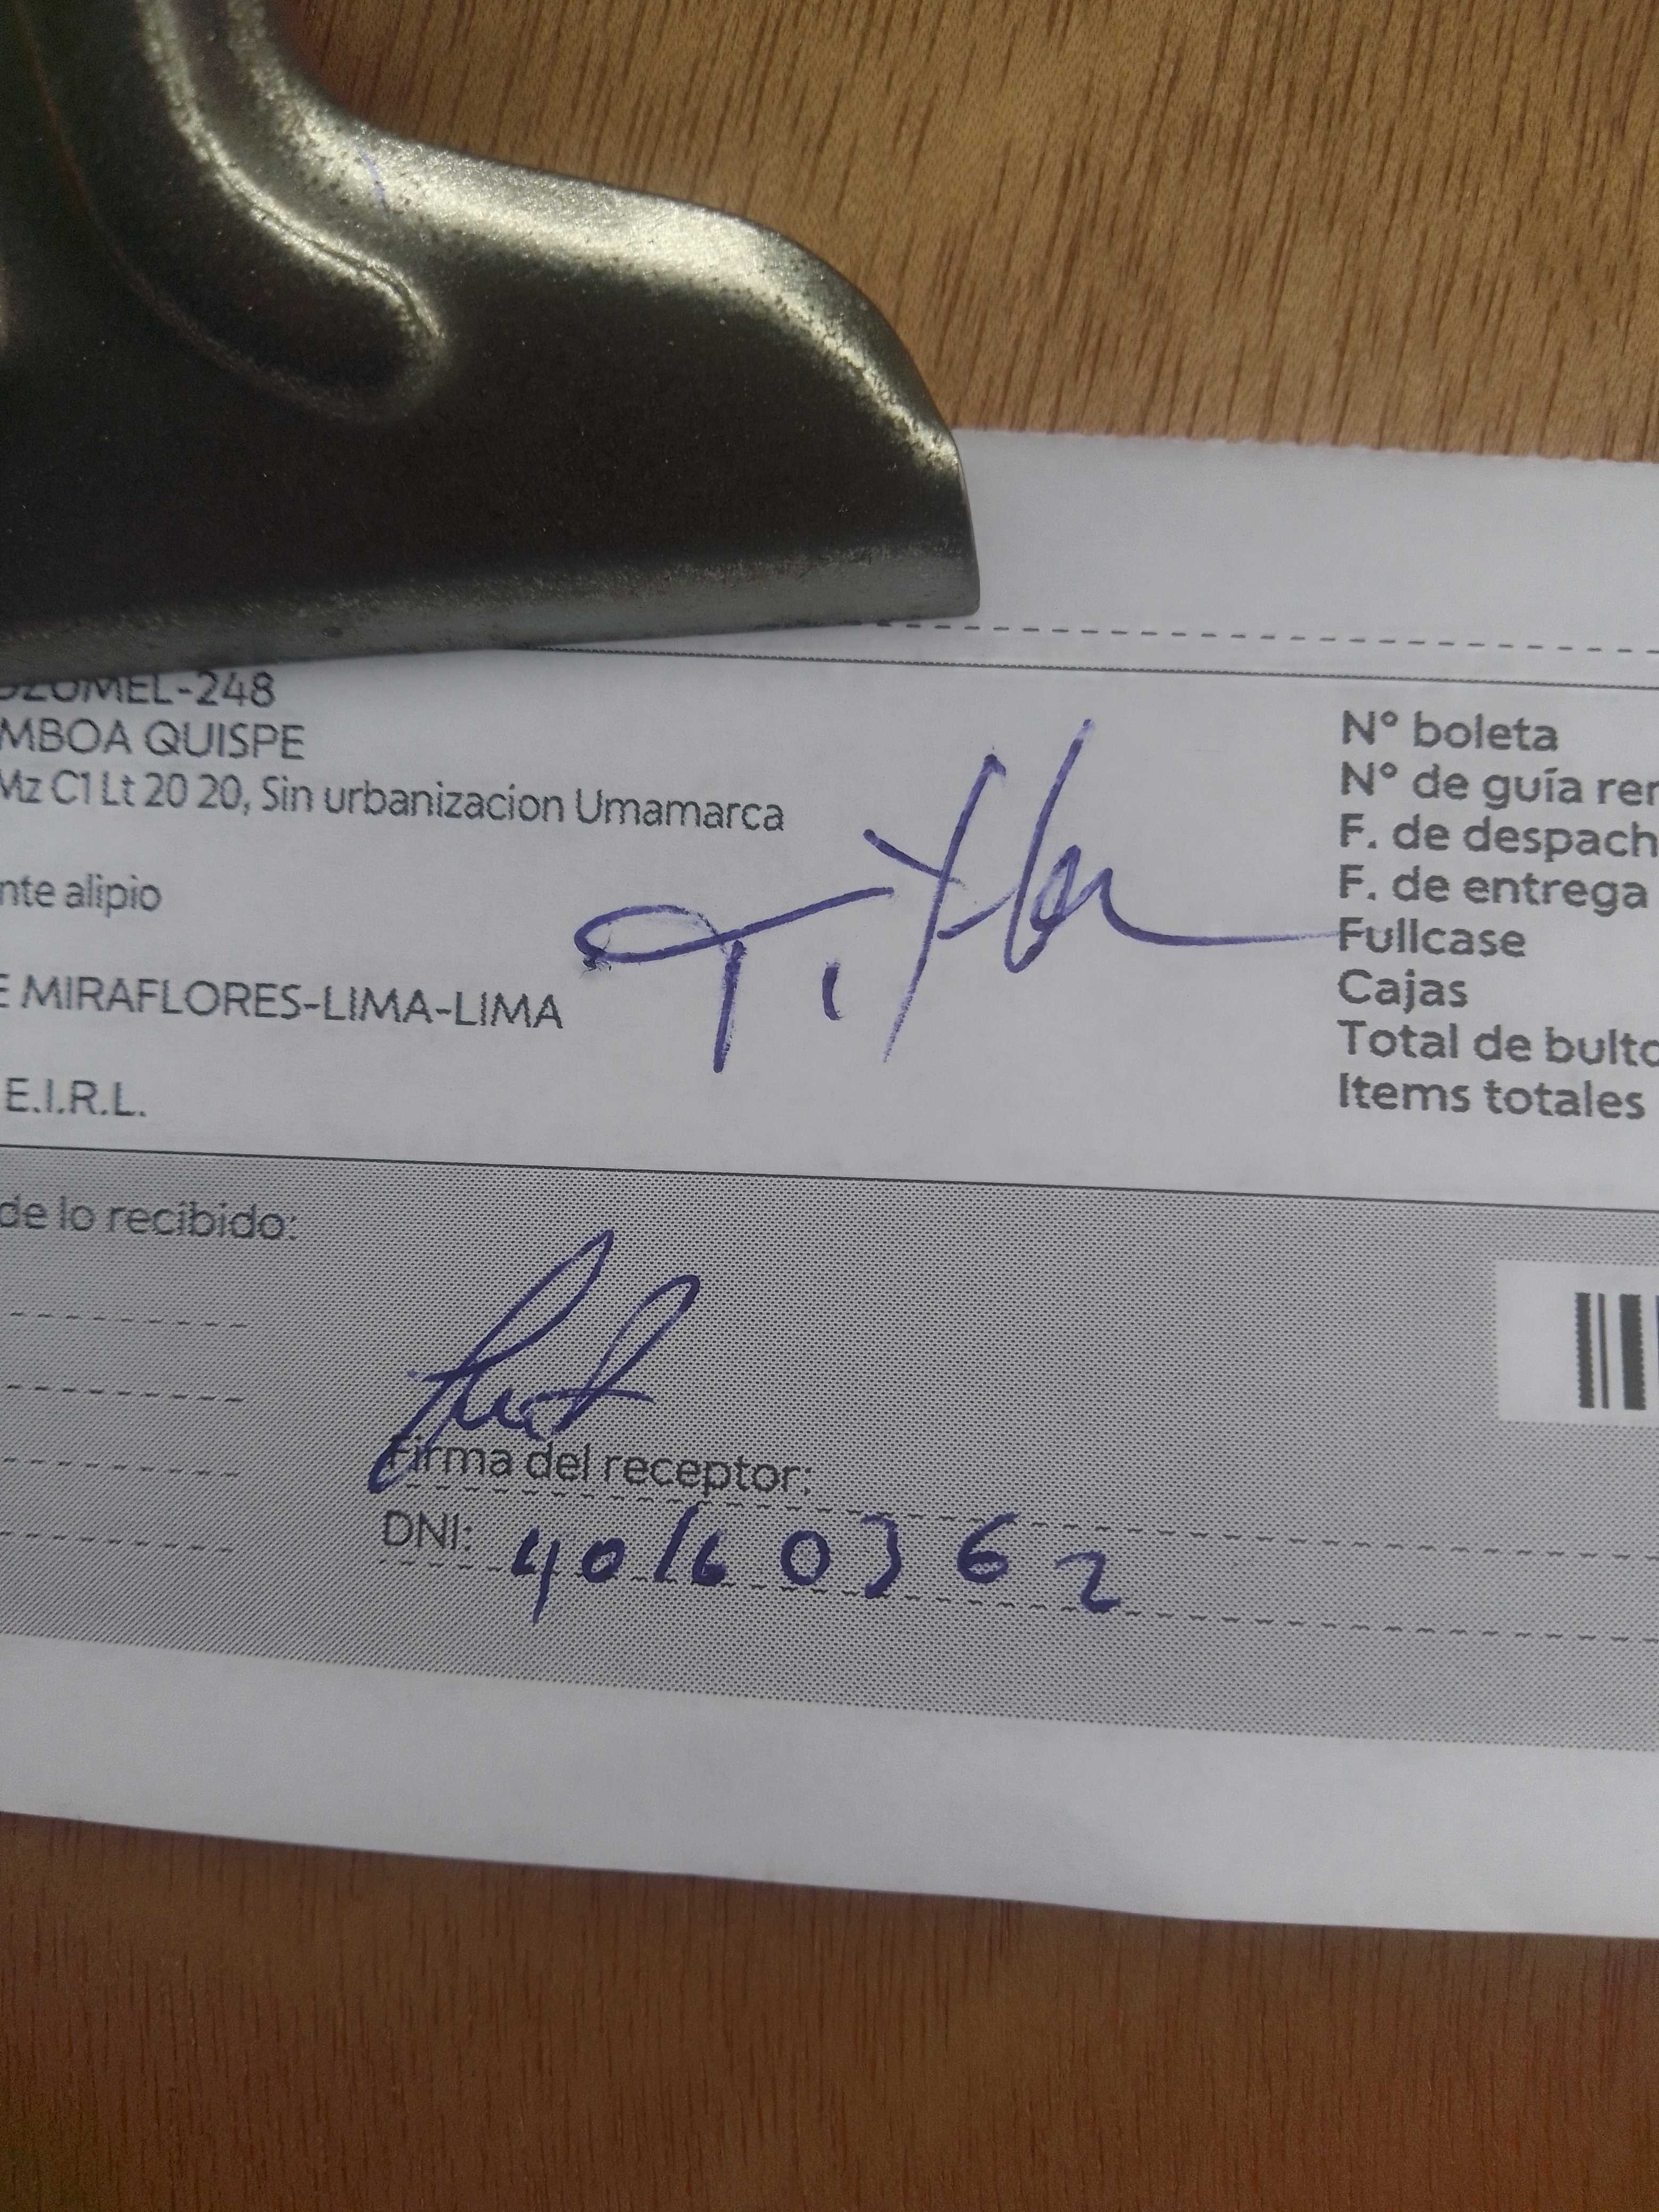 OZUMEL-248
MBOA QUISPE
Mz C1 Lt 20 20, Sin urbanizacion Umamarca
nte alipio
E MIRAFLORES-LIMA-LIMA
E.I.R.L.
N° boleta
N° de guía rem
F. de despach
F. de entrega
Fullcase
Cajas
Total de bulto
Items totales
de lo recibido:
Firma del receptor:
DNI: 40160362